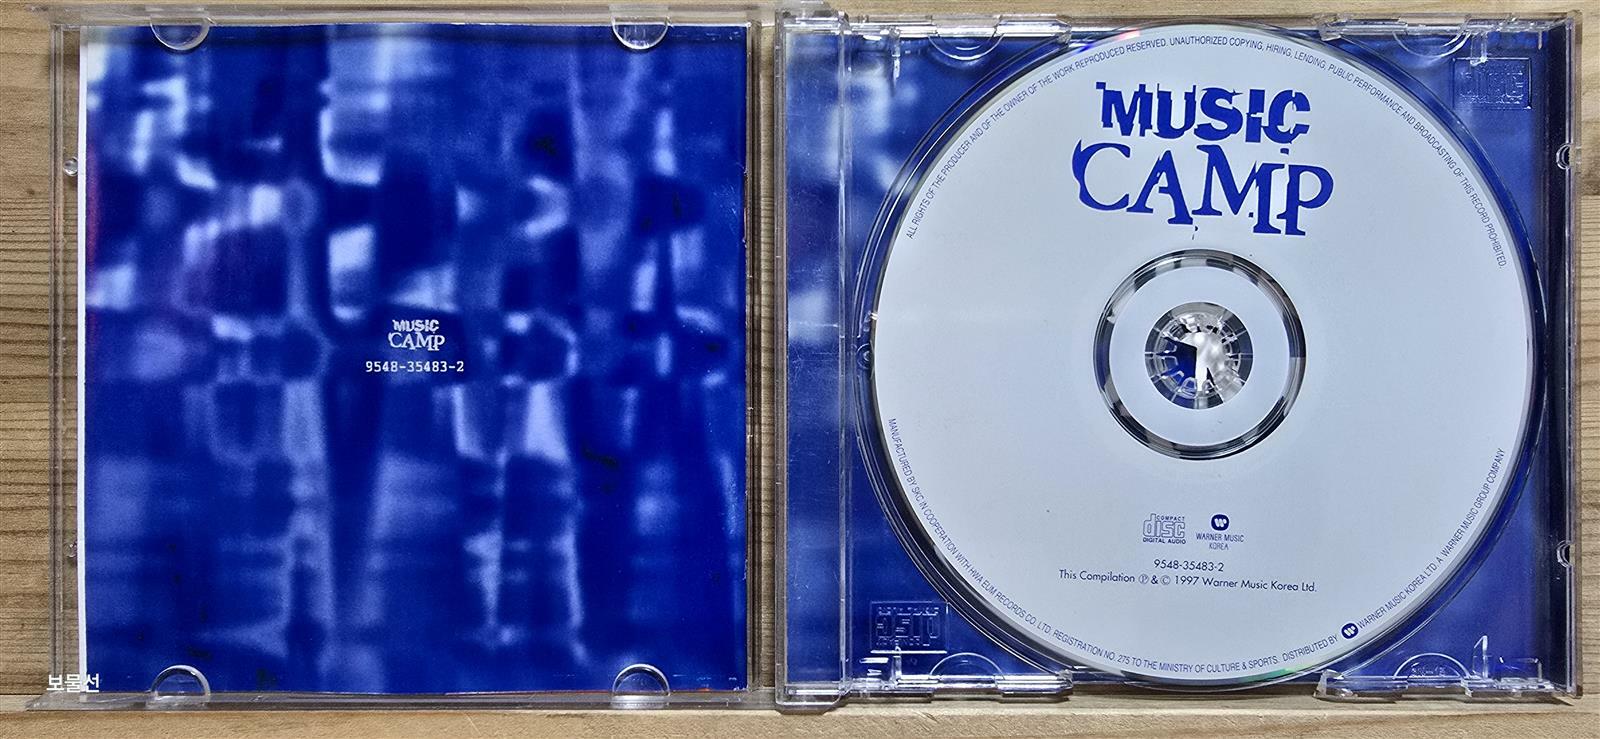 MUSIC
CAMP
9548-35483-2
보물선
ALL RIGHTS OF THE PRODUCER AND OF THE OWNER OF THE WORK REPRODUCED RESERVED. UNAUTHORIZED COPYING, HIRING, LENDING, PUBLIC PERFORMANCE AND BROADCASTING OF THIS RECORD PROHIBITED.
MUSIC
CAMP
COMPACT
disc
DIGITAL AUDIO
WARNER MUSIC
KOREA
9548-35483-2
This Compilation ℗ & © 1997 Warner Music Korea Ltd.
MANUFACTURED BY SKC IN COOPERATION WITH HWA EUM RECORDS CO. LTD. REGISTRATION NO. 275 TO THE MINISTRY OF CULTURE & SPORTS. DISTRIBUTED BY WARNER MUSIC KOREA LTD. A WARNER MUSIC GROUP COMPANY
disc